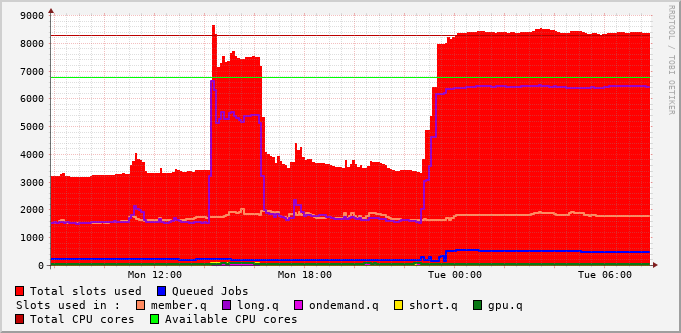 9000
8000
7000
6000
5000
4000
3000
2000
1000
0
Mon 12:00 Mon 18:00 Tue 00:00 Tue 06:00
RRDTOOL / TOBI OETIKER
Total slots used Queued Jobs
Slots used in : member.q long.q ondemand.q short.q gpu.q
Total CPU cores Available CPU cores